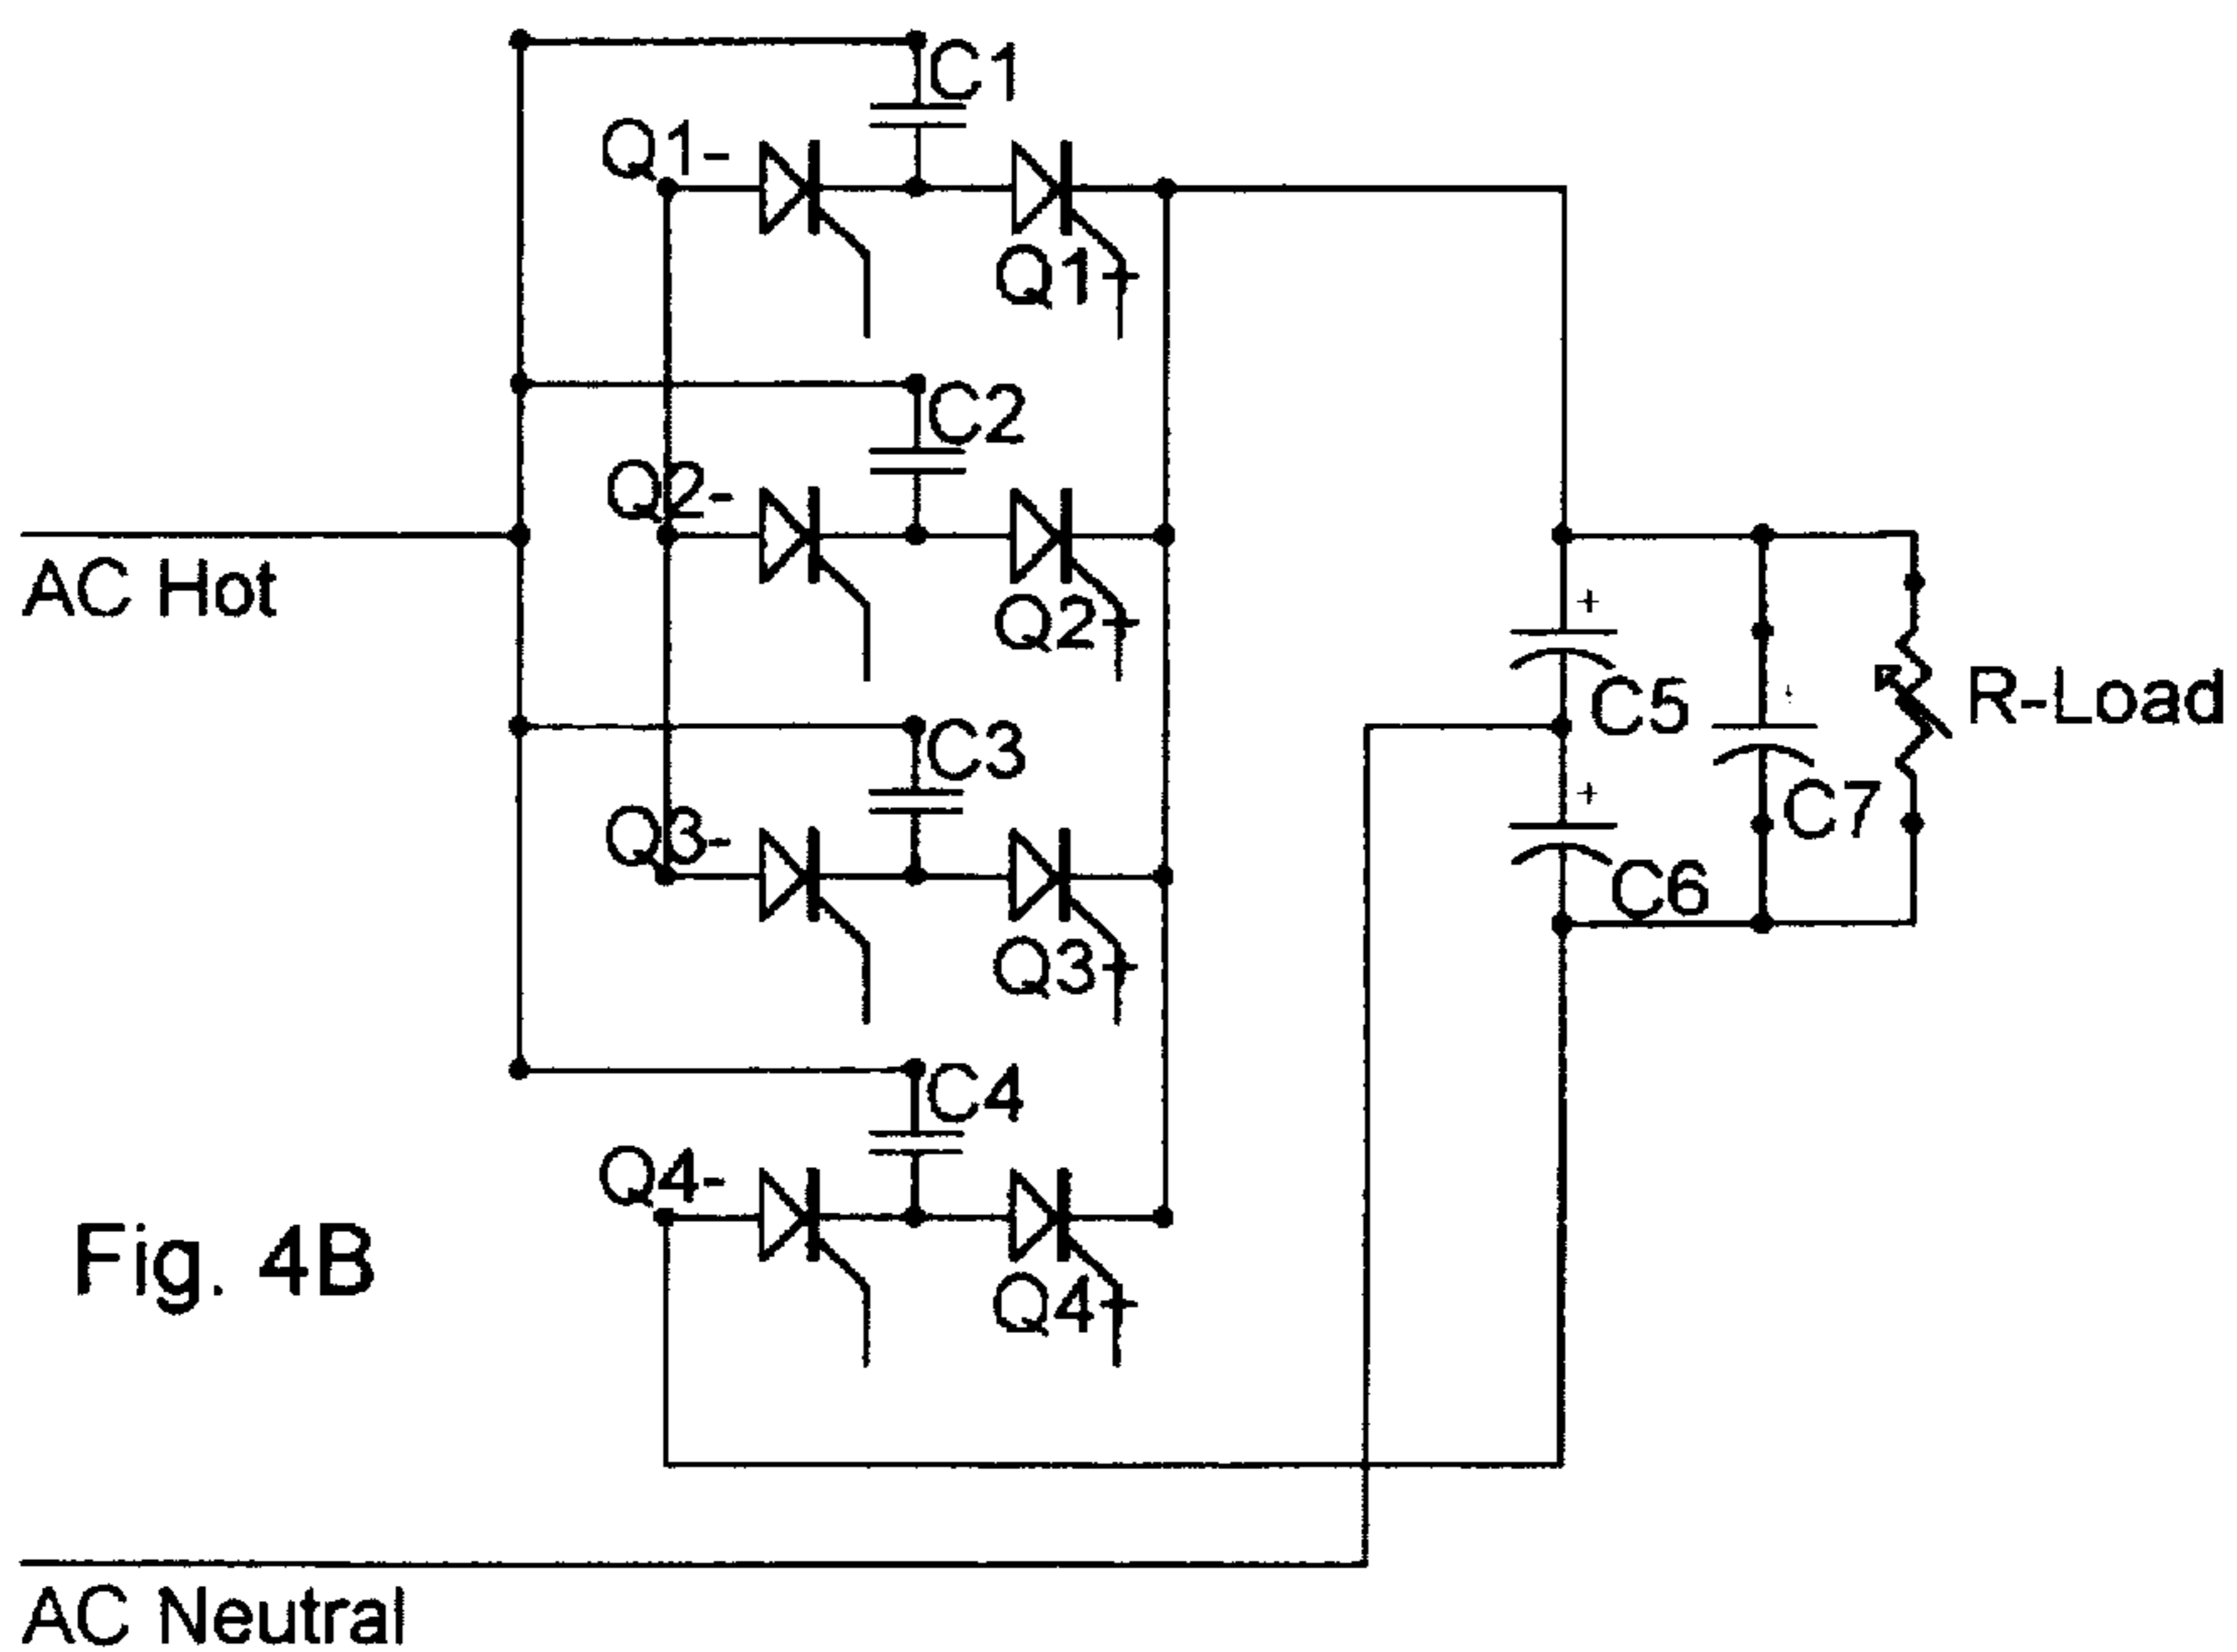 C1
Q1-
Q1+
C2
Q2-
Q2+
AC Hot
+
C5
+
R-Load
C3
Q3-
Q3+
+
C7
C6
C4
Q4-
Q4+
Fig. 4B
AC Neutral